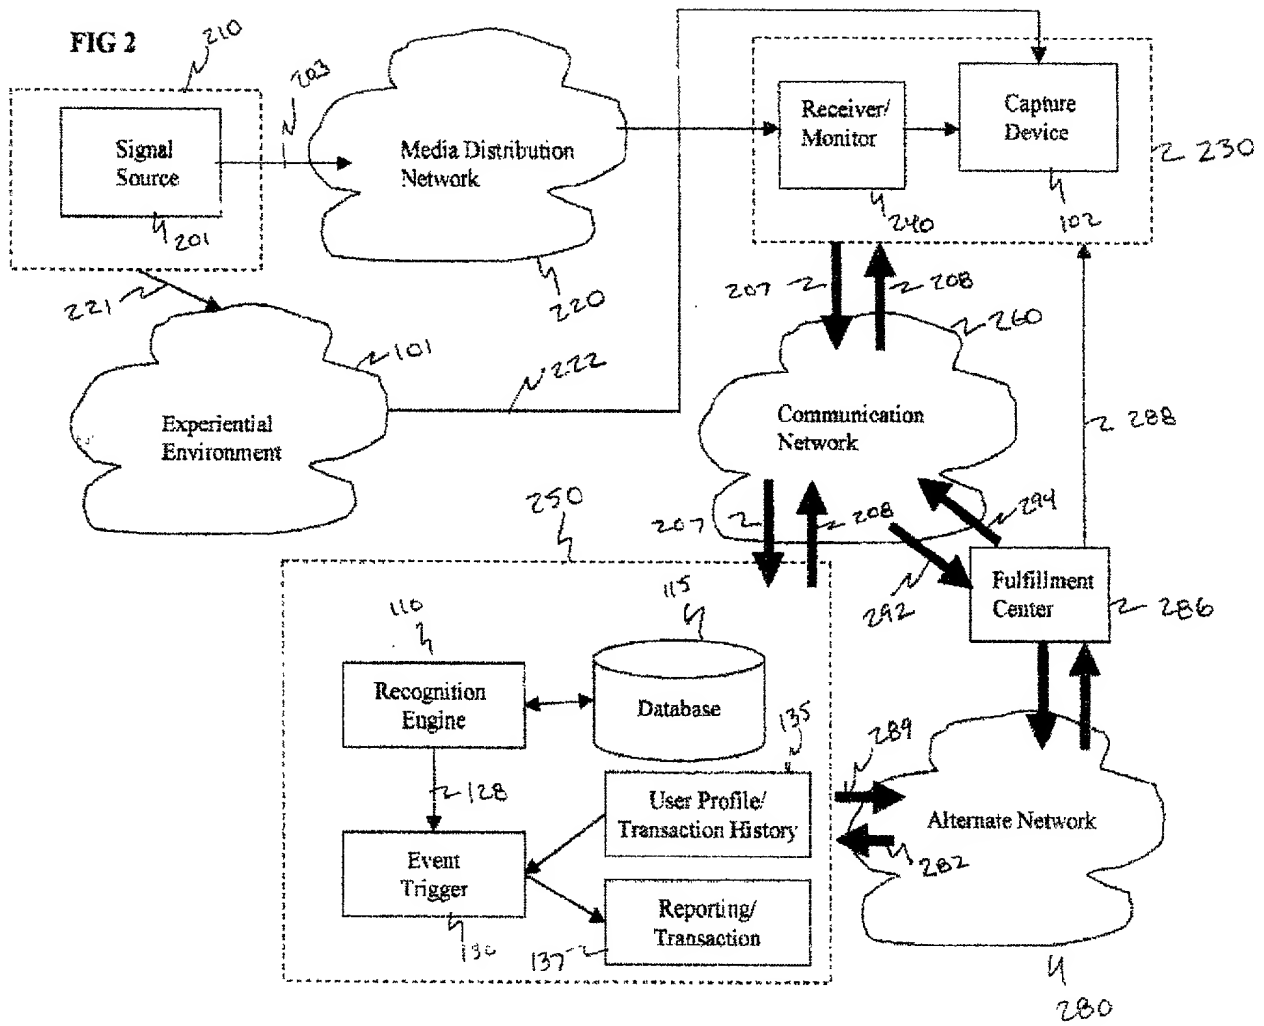 FIG 2
210
Signal
Source
201
203
Media Distribution
Network
220
Receiver/
Monitor
240
Capture
Device
102
230
221
Experiential
Environment
101
222
207
208
260
Communication
Network
288
250
207
208
294
292
Fulfillment
Center
286
110
Recognition
Engine
115
Database
128
135
User Profile/
Transaction History
289
Alternate Network
282
Event
Trigger
130
Reporting/
Transaction
137
280